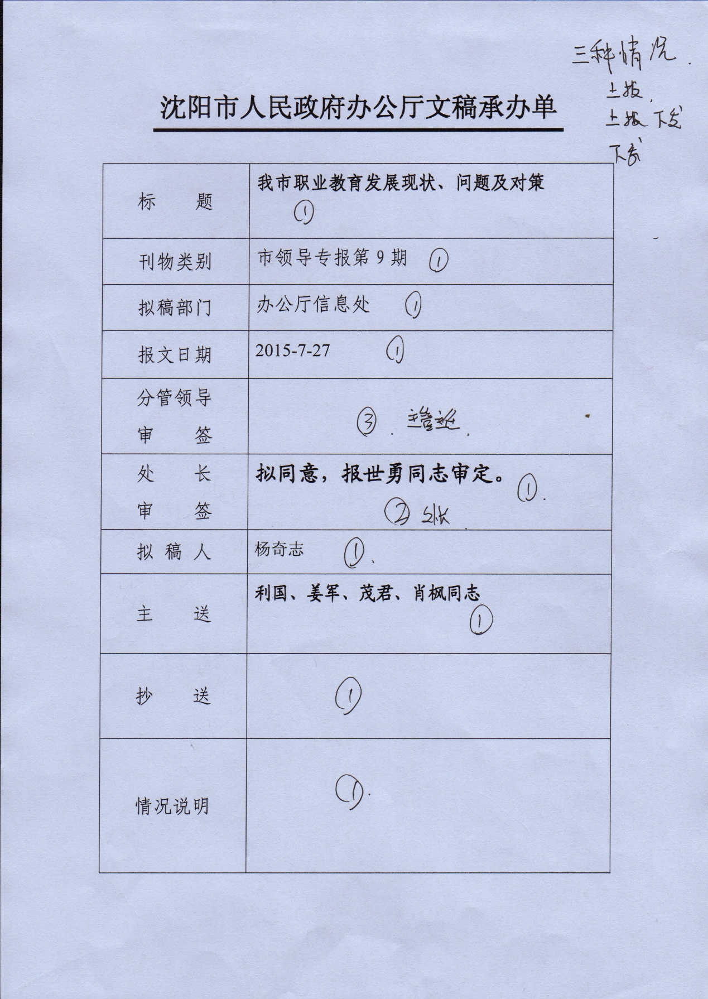 三种情况.
上报.
上报 下发
下发
沈阳市人民政府办公厅文稿承办单
标 题
我市职业教育发展现状、问题及对策
①
刊物类别
市领导专报第9期 ①
拟稿部门
办公厅信息处 ①
报文日期
2015-7-27 ①
分管领导
审 签
③.
处 长
审 签
拟同意，报世勇同志审定。
①.
② 处长.
拟 稿 人
杨奇志 ①、
主 送
利国、姜军、茂君、肖枫同志
①
抄 送
①
情况说明
①.